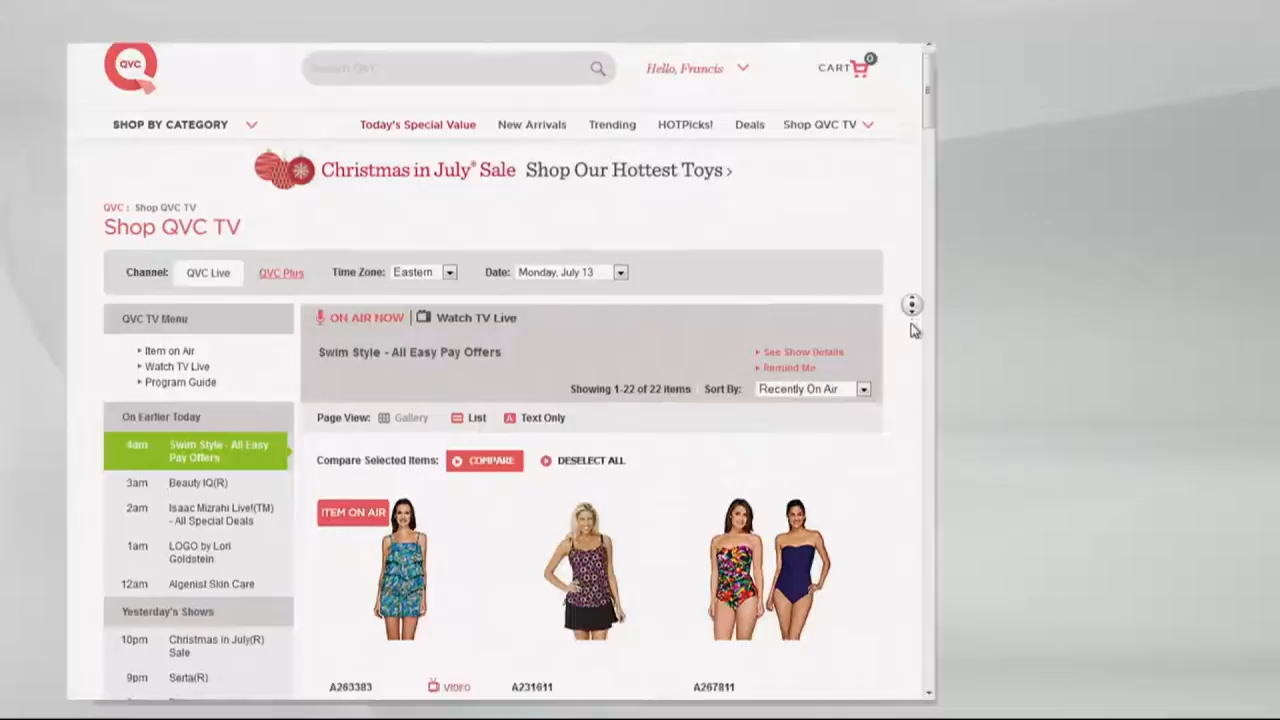 QVC
Search QVC
Hello, Francis
CART
0
SHOP BY CATEGORY
Today's Special Value
New Arrivals
Trending
HOTPicks!
Deals
Shop QVC TV
Christmas in July® Sale Shop Our Hottest Toys ›
QVC : Shop QVC TV
Shop QVC TV
Channel: QVC Live QVC Plus Time Zone: Eastern Date: Monday, July 13
QVC TV Menu
Item on Air
Watch TV Live
Program Guide
On Earlier Today
4am Swim Style - All Easy
Pay Offers
3am Beauty IQ(R)
2am Isaac Mizrahi Live!(TM)
- All Special Deals
1am LOGO by Lori
Goldstein
12am Algenist Skin Care
Yesterday's Shows
10pm Christmas in July(R)
Sale
9pm Serta(R)
ON AIR NOW | Watch TV Live
Swim Style - All Easy Pay Offers
See Show Details
Remind Me
Showing 1-22 of 22 items Sort By: Recently On Air
Page View: Gallery List A Text Only
Compare Selected Items: COMPARE DESELECT ALL
ITEM ON AIR
A263383 VIDEO A231611 A267811